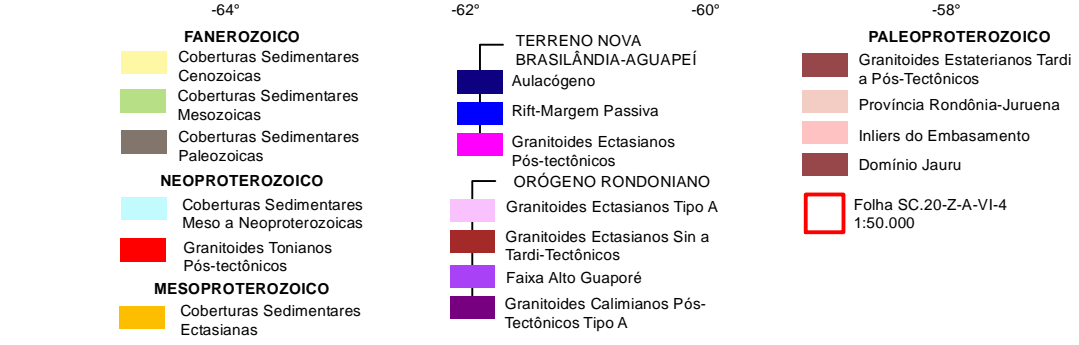 -64°
-62°
-60°
-58°
FANEROZOICO
Coberturas Sedimentares
Cenozoicas
Coberturas Sedimentares
Mesozoicas
Coberturas Sedimentares
Paleozoicas
NEOPROTEROZOICO
Coberturas Sedimentares
Meso a Neoproterozoicas
Granitoides Tonianos
Pós-tectônicos
MESOPROTEROZOICO
Coberturas Sedimentares
Ectasianas
TERRENO NOVA
BRASILÂNDIA-AGUAPEÍ
Aulacógeno
Rift-Margem Passiva
Granitoides Ectasianos
Pós-tectônicos
ORÓGENO RONDONIANO
Granitoides Ectasianos Tipo A
Granitoides Ectasianos Sin a
Tardi-Tectônicos
Faixa Alto Guaporé
Granitoides Calimianos Pós-
Tectônicos Tipo A
PALEOPROTEROZOICO
Granitoides Estaterianos Tardi
a Pós-Tectônicos
Província Rondônia-Juruena
Inliers do Embasamento
Domínio Jauru
Folha SC.20-Z-A-VI-4
1:50.000